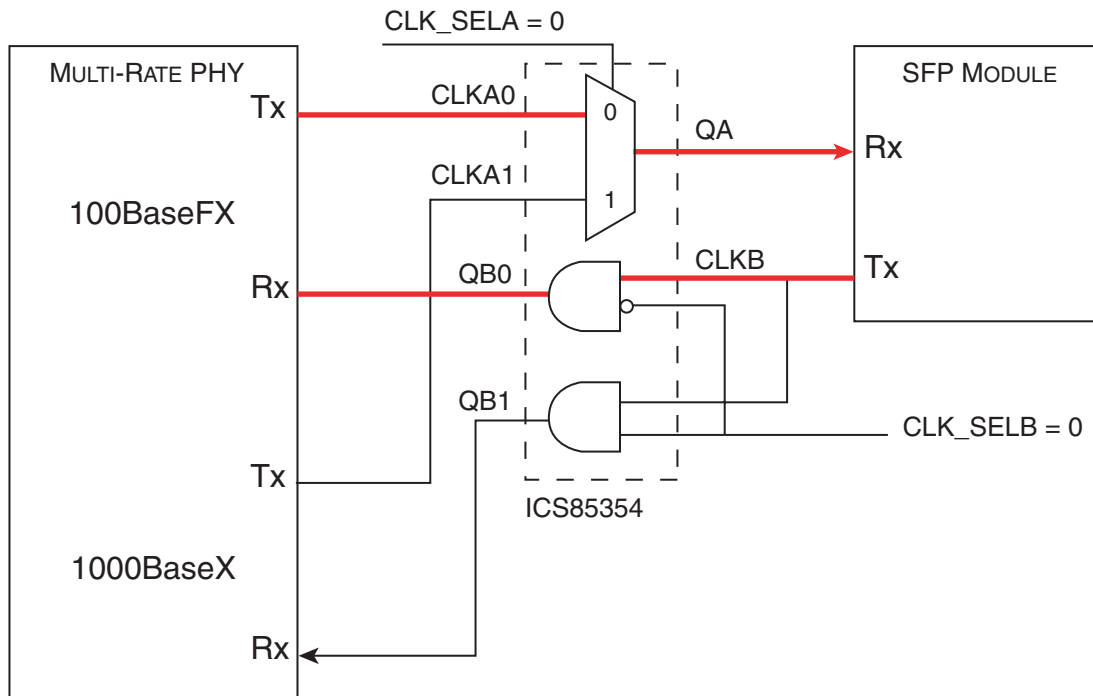 CLK_SELA = 0
MULTI-RATE PHY
SFP MODULE
Tx
CLKA0
0
QA
Rx
CLKA1
1
100BaseFX
Rx
QB0
CLKB
Tx
QB1
CLK_SELB = 0
Tx
ICS85354
1000BaseX
Rx